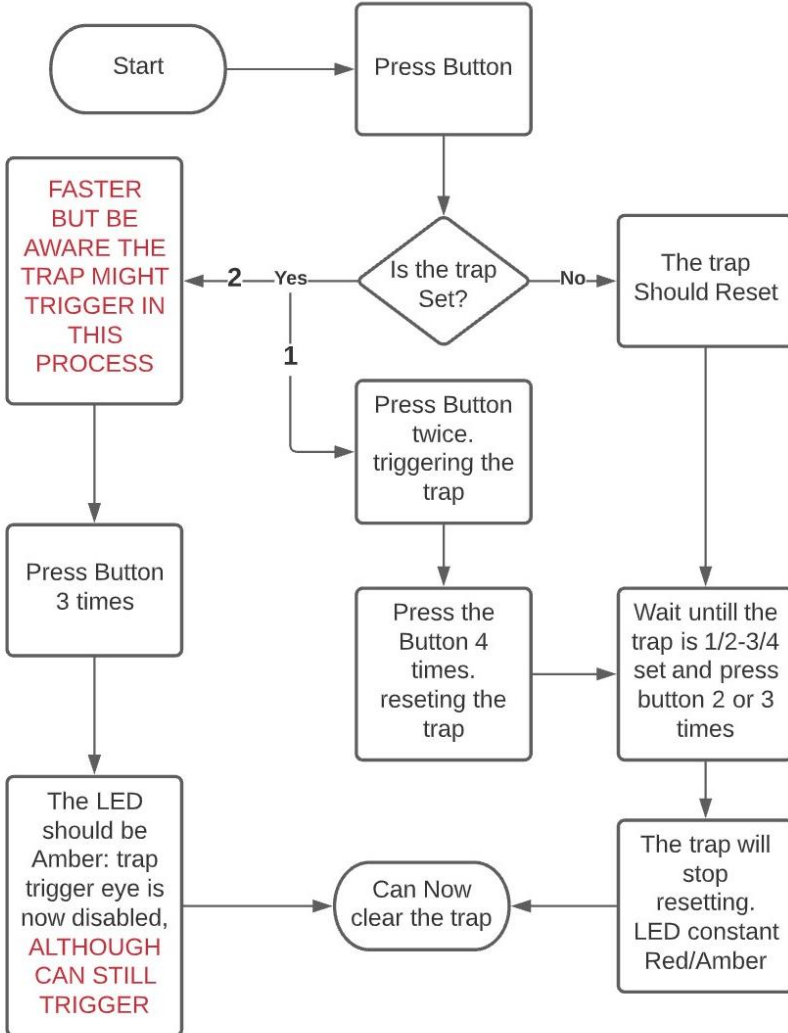 Start
Press Button
Is the trap
Set?
No
The trap
Should Reset
Yes
2
1
FASTER
BUT BE
AWARE THE
TRAP MIGHT
TRIGGER IN
THIS
PROCESS
Press Button
twice.
triggering the
trap
Press Button
3 times
Press the
Button 4
times.
reseting the
trap
Wait untill the
trap is 1/2-3/4
set and press
button 2 or 3
times
The LED
should be
Amber: trap
trigger eye is
now disabled,
ALTHOUGH
CAN STILL
TRIGGER
Can Now
clear the trap
The trap will
stop
resetting.
LED constant
Red/Amber